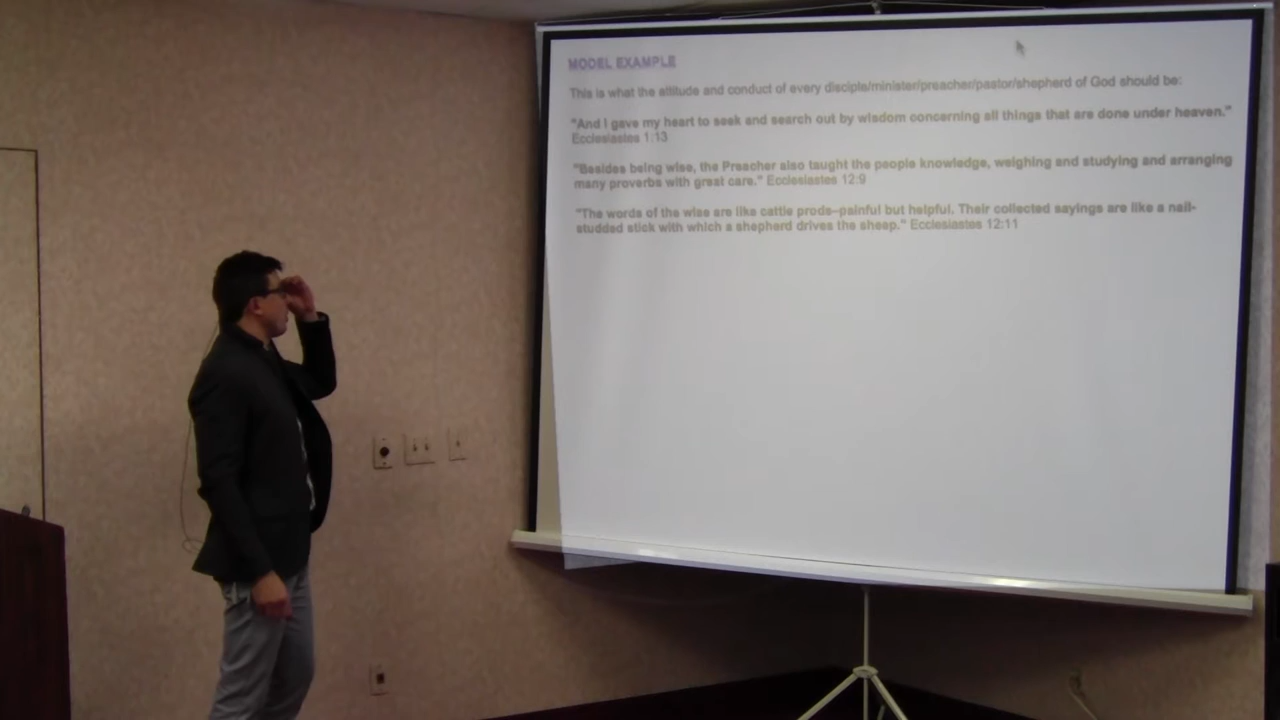 MODEL EXAMPLE
This is what the attitude and conduct of every disciple/minister/preacher/pastor/shepherd of God should be:
"And I gave my heart to seek and search out by wisdom concerning all things that are done under heaven."
Ecclesiastes 1:13
"Besides being wise, the Preacher also taught the people knowledge, weighing and studying and arranging
many proverbs with great care." Ecclesiastes 12:9
"The words of the wise are like cattle prods–painful but helpful. Their collected sayings are like a nail-
studded stick with which a shepherd drives the sheep." Ecclesiastes 12:11